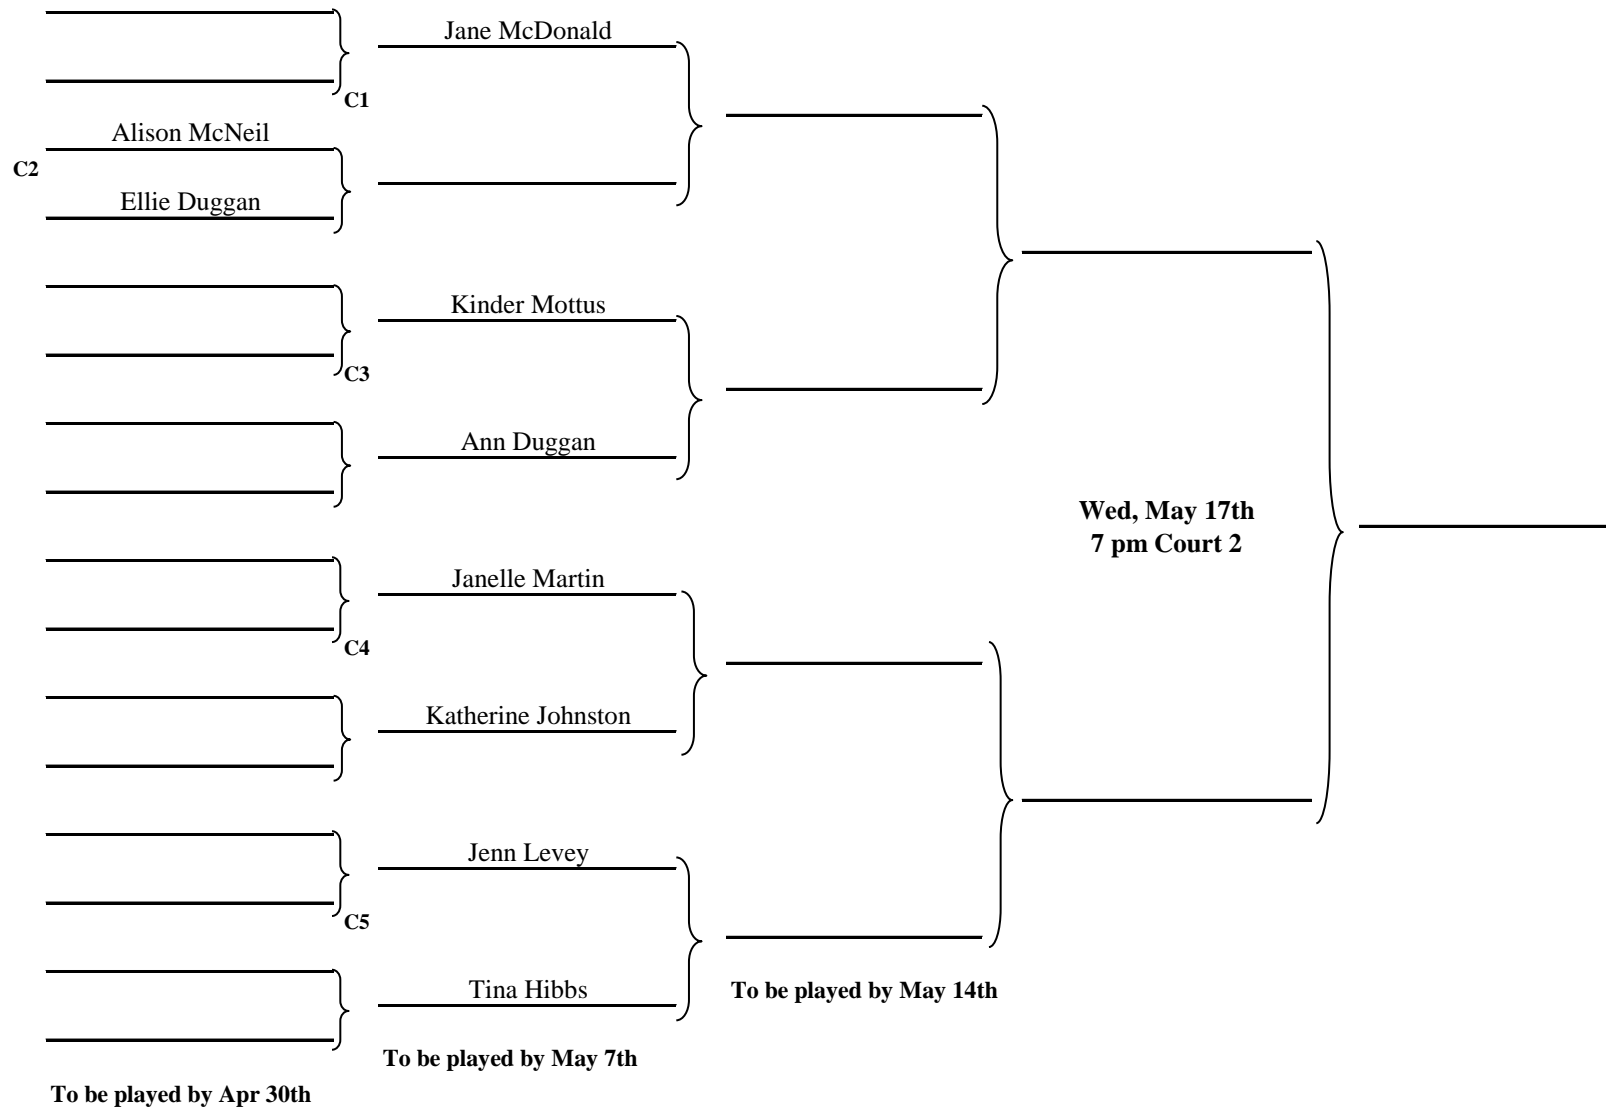 Jane McDonald
C1
Alison McNeil
C2
Ellie Duggan
Kinder Mottus
C3
Ann Duggan
Wed, May 17th
7 pm Court 2
Janelle Martin
C4
Katherine Johnston
Jenn Levey
C5
Tina Hibbs
To be played by May 14th
To be played by May 7th
To be played by Apr 30th